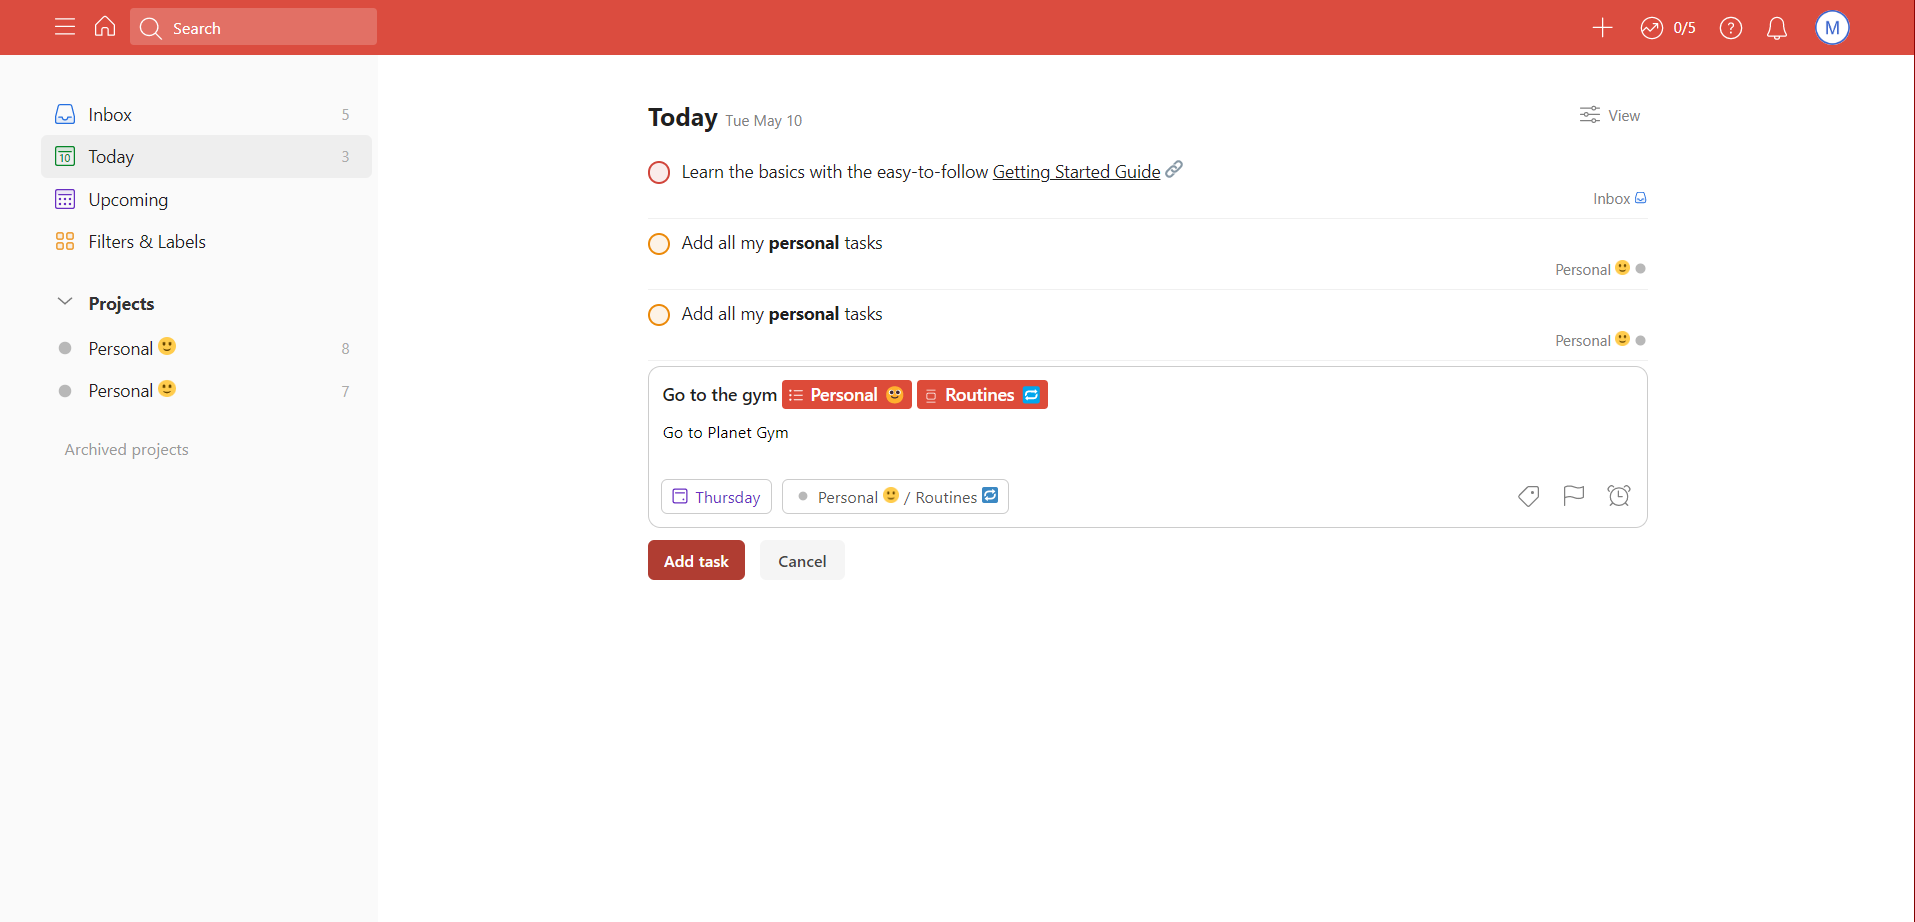 Search
0/5
M
Inbox 5
Today 3
Upcoming
Filters & Labels
Projects
Personal 🙂 8
Personal 🙂 7
Archived projects
Today Tue May 10
View
Learn the basics with the easy-to-follow Getting Started Guide 🔗
Inbox
Add all my personal tasks
Personal 🙂
Add all my personal tasks
Personal 🙂
Go to the gym Personal 🙂 Routines 🔁
Go to Planet Gym
Thursday
Personal 🙂 / Routines 🔁
Add task
Cancel